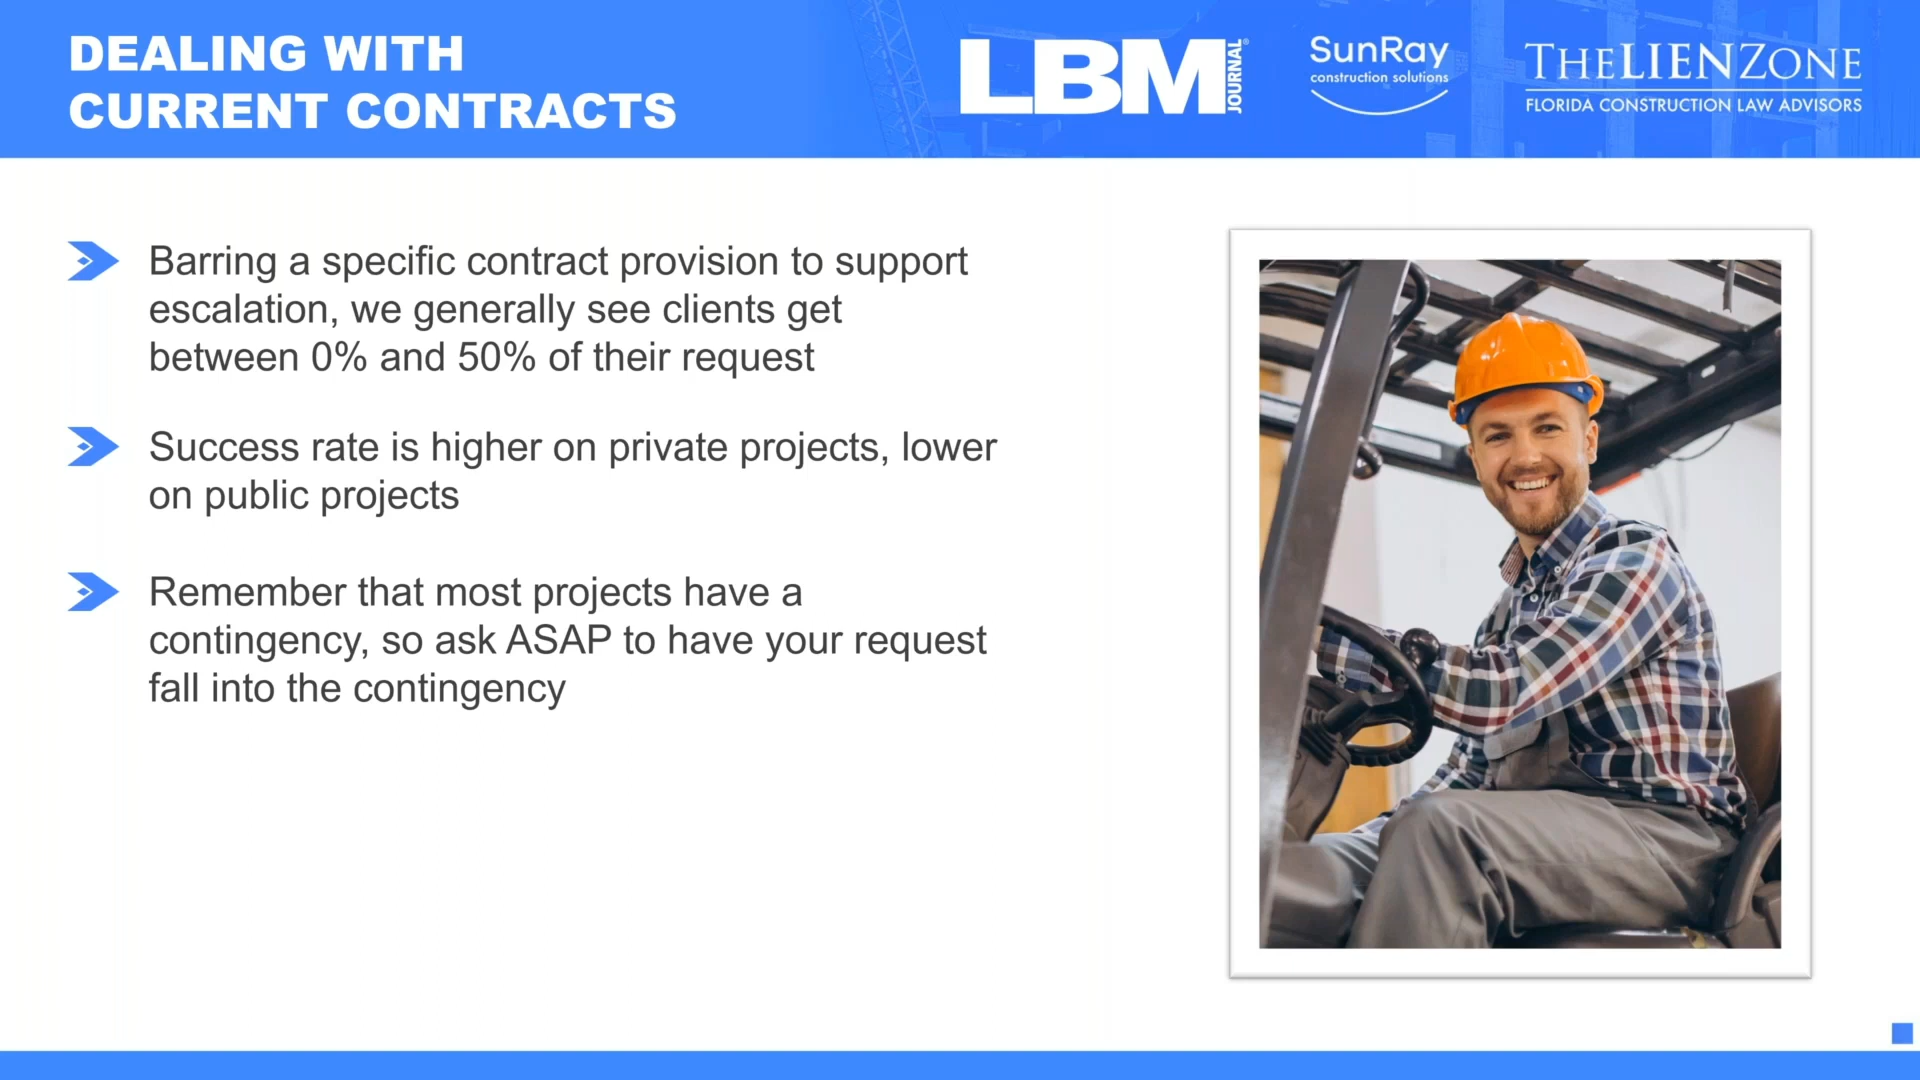 DEALING WITH
CURRENT CONTRACTS
LBM
JOURNAL®
SunRay
construction solutions
THELIENZONE
FLORIDA CONSTRUCTION LAW ADVISORS
Barring a specific contract provision to support
escalation, we generally see clients get
between 0% and 50% of their request
Success rate is higher on private projects, lower
on public projects
Remember that most projects have a
contingency, so ask ASAP to have your request
fall into the contingency